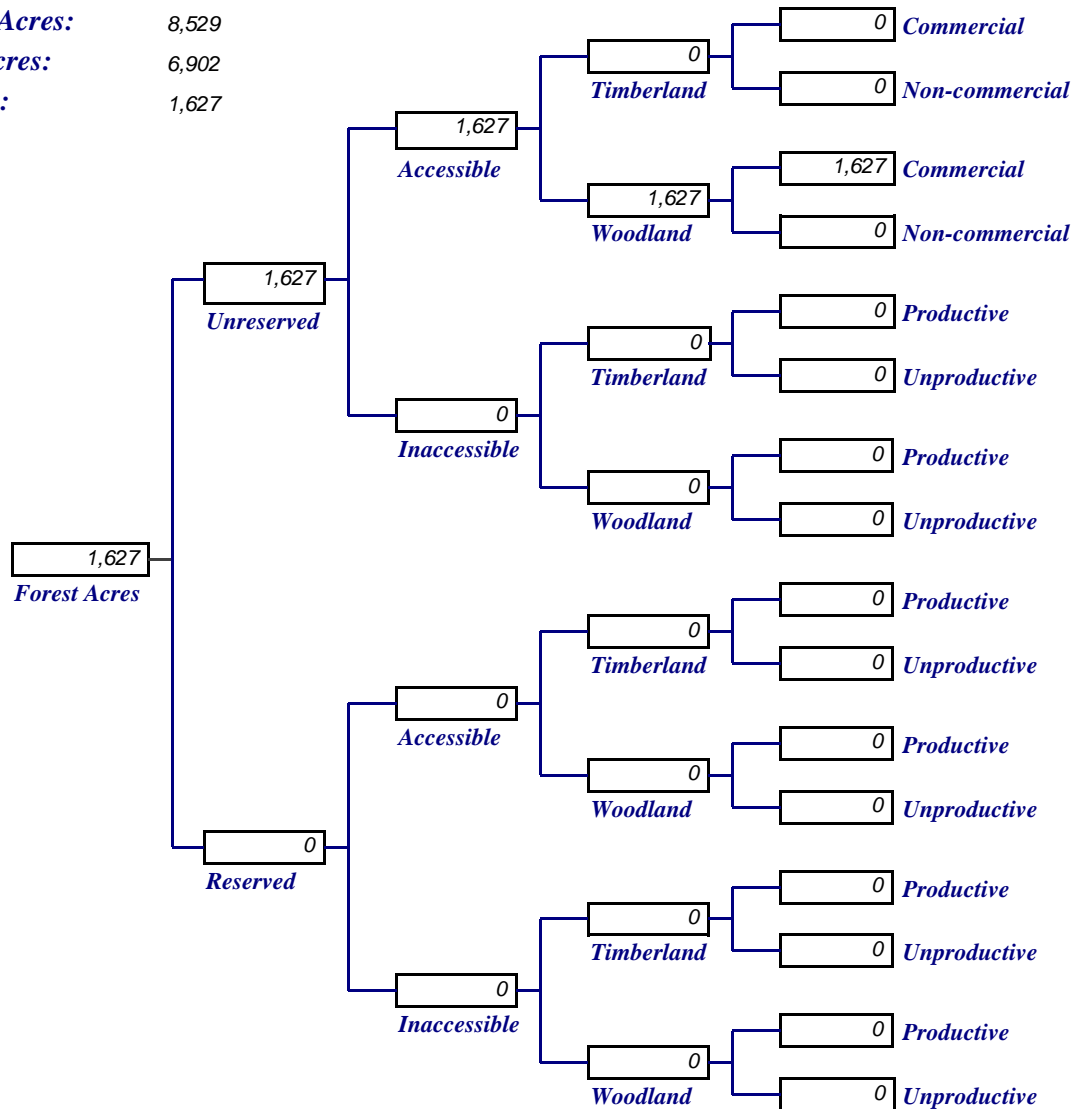 Acres: 8,529
cres: 6,902
: 1,627
0 Commercial
0
Timberland
0 Non-commercial
1,627
Accessible
1,627 Commercial
1,627
Woodland
0 Non-commercial
1,627
Unreserved
0 Productive
0
Timberland
0 Unproductive
0
Inaccessible
0 Productive
0
Woodland
0 Unproductive
1,627
Forest Acres
0 Productive
0
Timberland
0 Unproductive
0
Accessible
0 Productive
0
Woodland
0 Unproductive
0
Reserved
0 Productive
0
Timberland
0 Unproductive
0
Inaccessible
0 Productive
0
Woodland
0 Unproductive